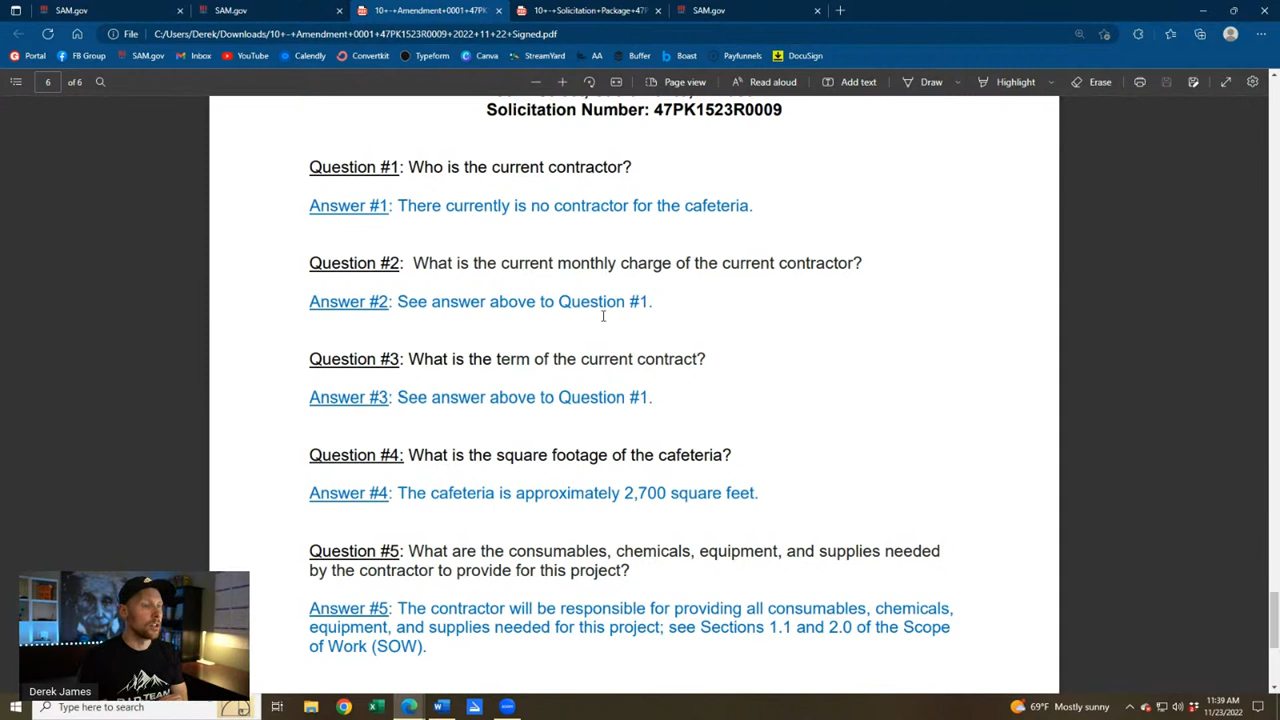 SAM.gov
SAM.gov
10+-+Amendment+0001+47PK
10+-+Solicitation+Package+47P
SAM.gov
File C:/Users/Derek/Downloads/10+-+Amendment+0001+47PK1523R0009+2022+11+22+Signed.pdf
Portal FB Group SAM.gov Inbox YouTube Calendly Convertkit Typeform Canva StreamYard AA Buffer Boast Payfunnels DocuSign
6 of 6 Page view Read aloud Add text Draw Highlight Erase
Solicitation Number: 47PK1523R0009
Question #1: Who is the current contractor?
Answer #1: There currently is no contractor for the cafeteria.
Question #2: What is the current monthly charge of the current contractor?
Answer #2: See answer above to Question #1.
Question #3: What is the term of the current contract?
Answer #3: See answer above to Question #1.
Question #4: What is the square footage of the cafeteria?
Answer #4: The cafeteria is approximately 2,700 square feet.
Question #5: What are the consumables, chemicals, equipment, and supplies needed
by the contractor to provide for this project?
Answer #5: The contractor will be responsible for providing all consumables, chemicals,
equipment, and supplies needed for this project; see Sections 1.1 and 2.0 of the Scope
of Work (SOW).
Derek James
Type here to search
69°F Mostly sunny
11:39 AM
11/23/2022